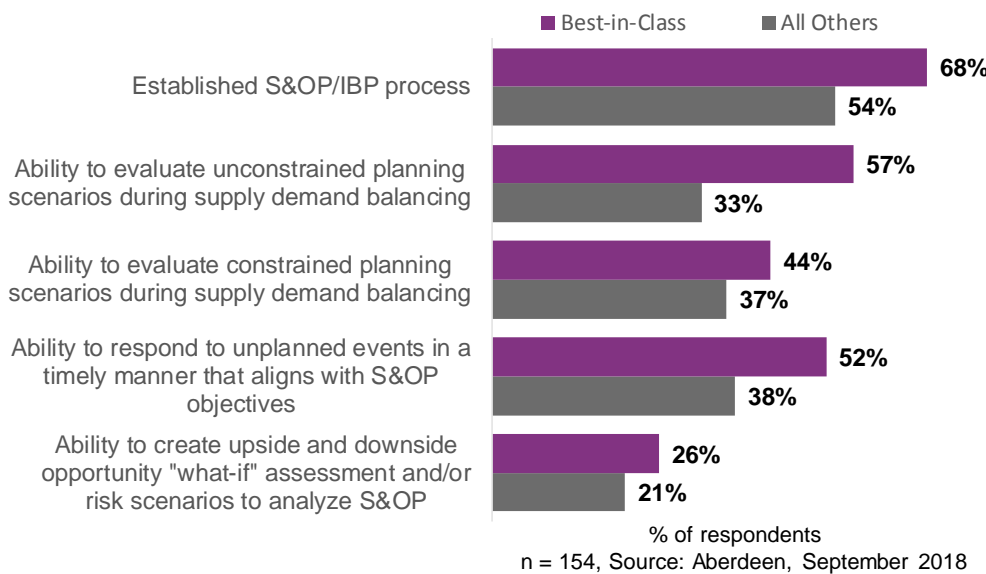 Best-in-Class All Others
Established S&OP/IBP process
68%
54%
Ability to evaluate unconstrained planning
scenarios during supply demand balancing
57%
33%
Ability to evaluate constrained planning
scenarios during supply demand balancing
44%
37%
Ability to respond to unplanned events in a
timely manner that aligns with S&OP
objectives
52%
38%
Ability to create upside and downside
opportunity "what-if" assessment and/or
risk scenarios to analyze S&OP
26%
21%
% of respondents
n = 154, Source: Aberdeen, September 2018